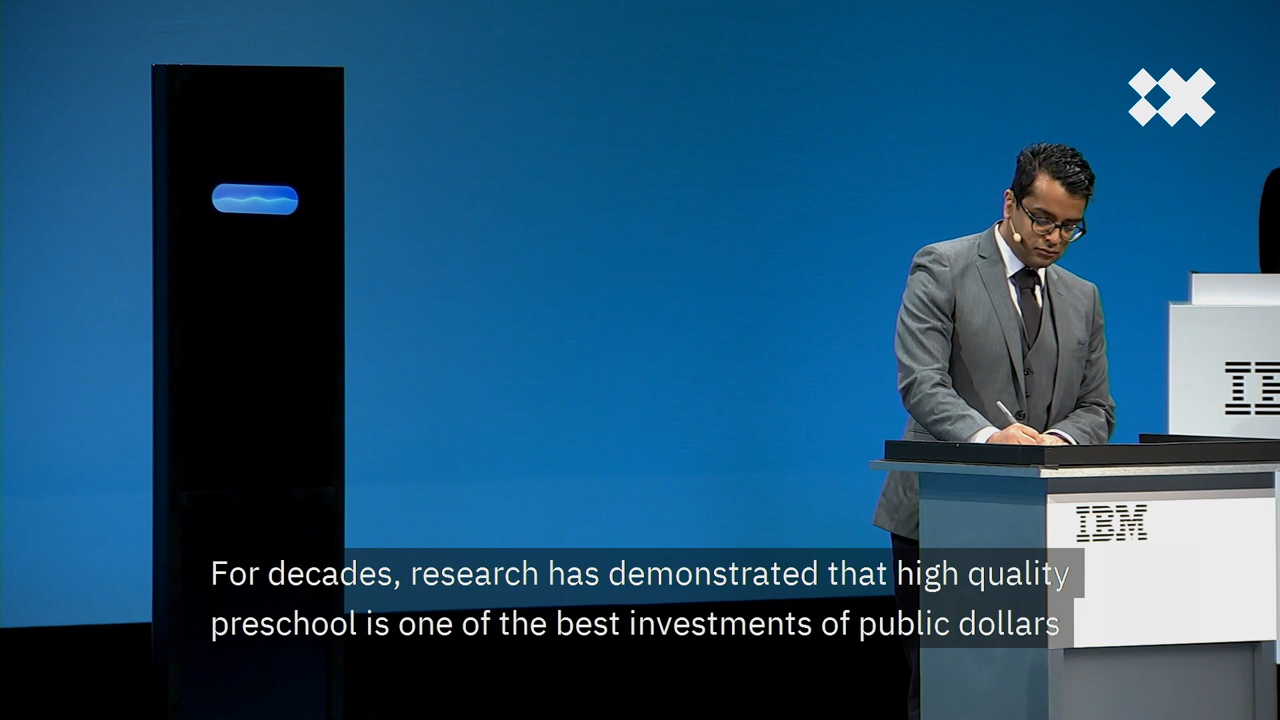 IBM
For decades, research has demonstrated that high quality
preschool is one of the best investments of public dollars